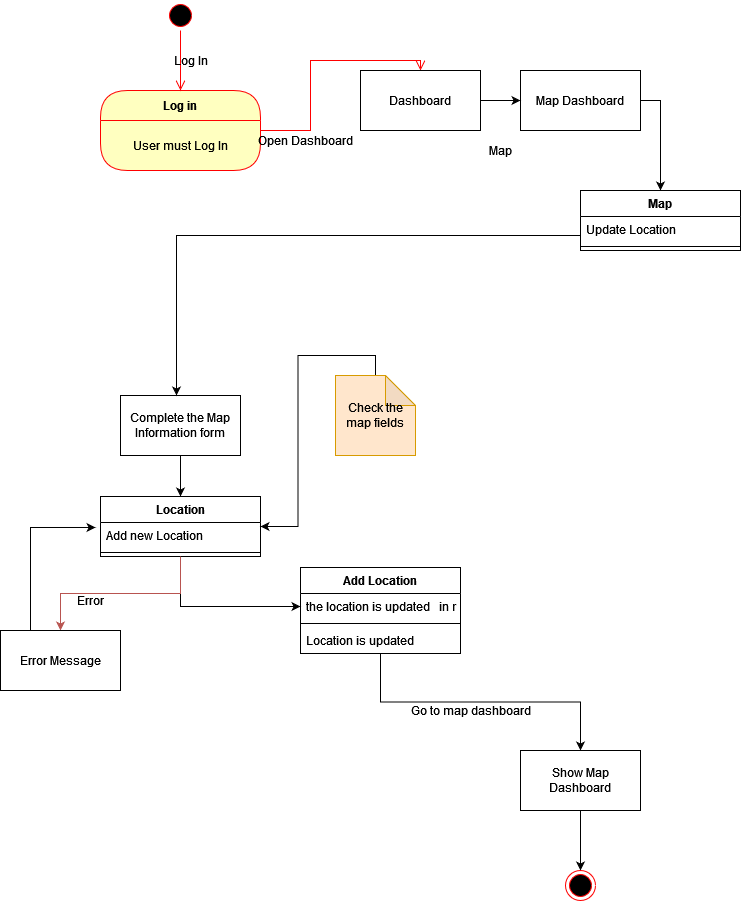 Log In
Log in
User must Log In
Open Dashboard
Dashboard
Map Dashboard
Map
Map
Update Location
Check the
map fields
Complete the Map
Information form
Location
Add new Location
Error
Error Message
Add Location
the location is updated in r
Location is updated
Go to map dashboard
Show Map
Dashboard